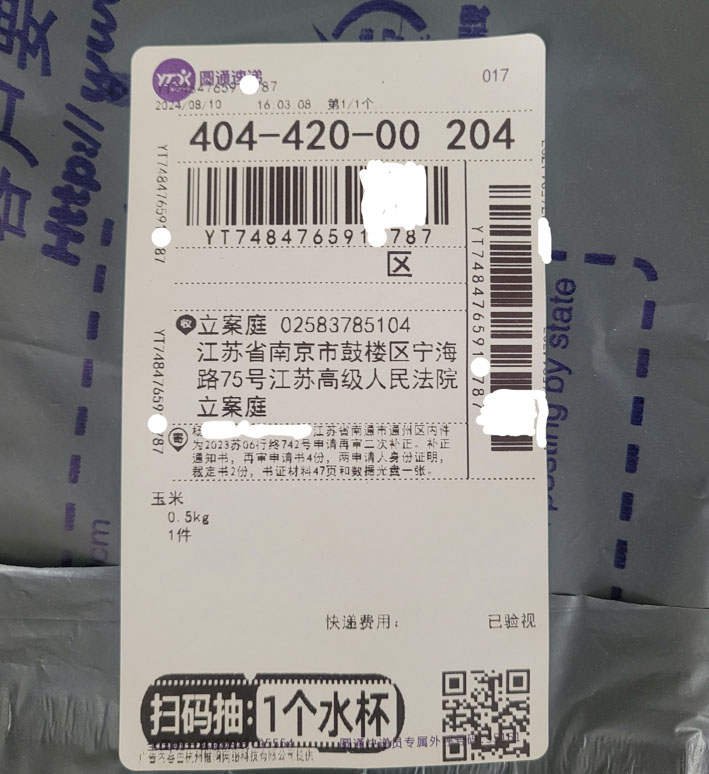 圆通速递
017
2024/08/10 16:03:08 第1/1个
404-420-00 204
YT74847659187
区
收 立案庭 02583785104
江苏省南京市鼓楼区宁海
路75号江苏高级人民法院
立案庭
寄 江苏省南通市通州区内件
为2023苏06行终742号申请再审二次补正。补正
通知书，再审申请书4份，两申请人身份证明，
裁定书2份，书证材料47页和数据光盘一张。
玉米
0.5kg
1件
快递费用： 已验视
扫码抽:1个水杯
posting by state
Http://www
cm